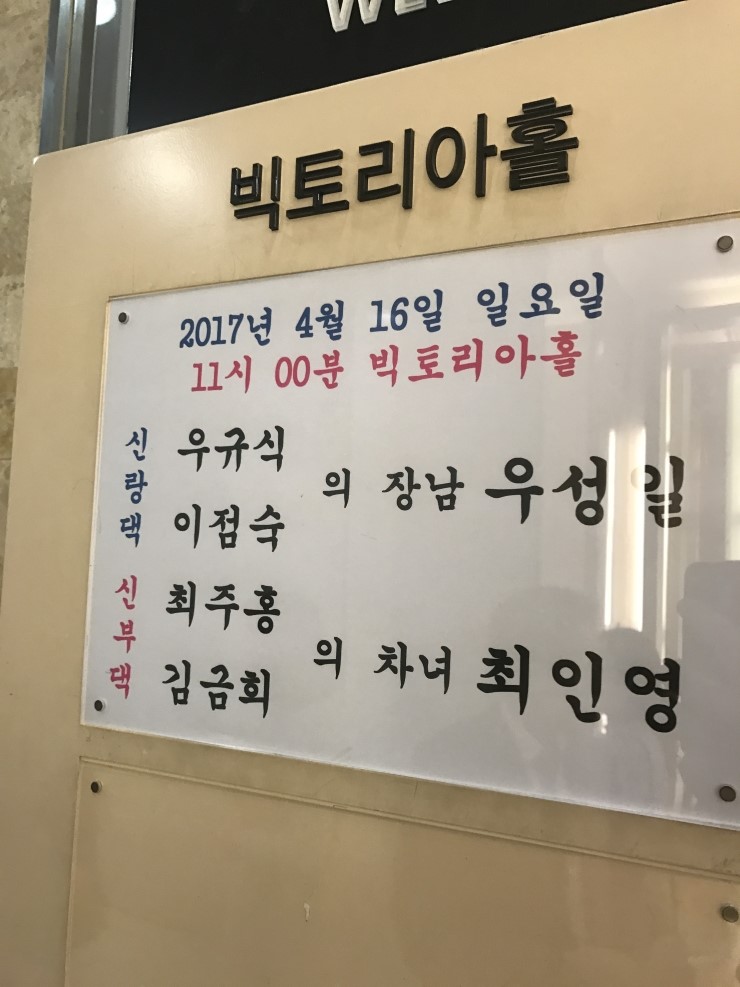 빅토리아홀
2017년 4월 16일 일요일
11시 00분 빅토리아홀
신랑댁
우규식
이점숙
의 장남 우성일
신부댁
최주홍
김금희
의 차녀 최인영